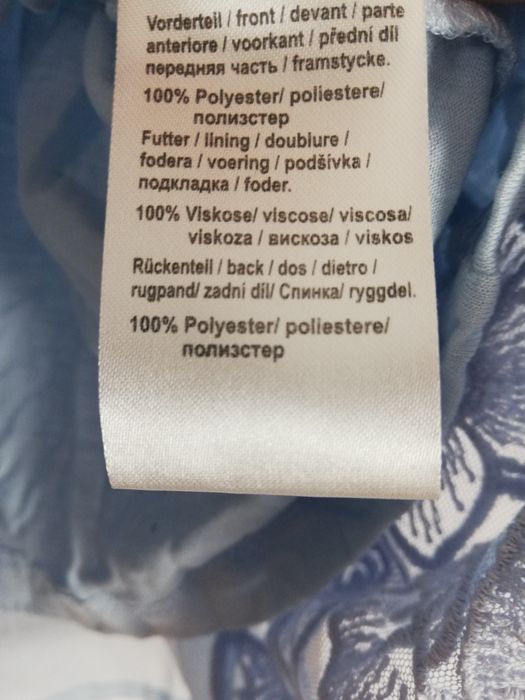 Vorderteil / front / devant / parte
anteriore / voorkant / přední díl
передняя часть / framstycke.
100% Polyester/ poliestere/
полизстер
Futter / lining / doublure /
fodera / voering / podšívka /
подкладка / foder.
100% Viskose/ viscose/ viscosa/
viskoza / вискоза / viskos
Rückenteil / back / dos / dietro /
rugpand/ zadní díl/ Спинка/ ryggdel.
100% Polyester/ poliestere/
полизстер